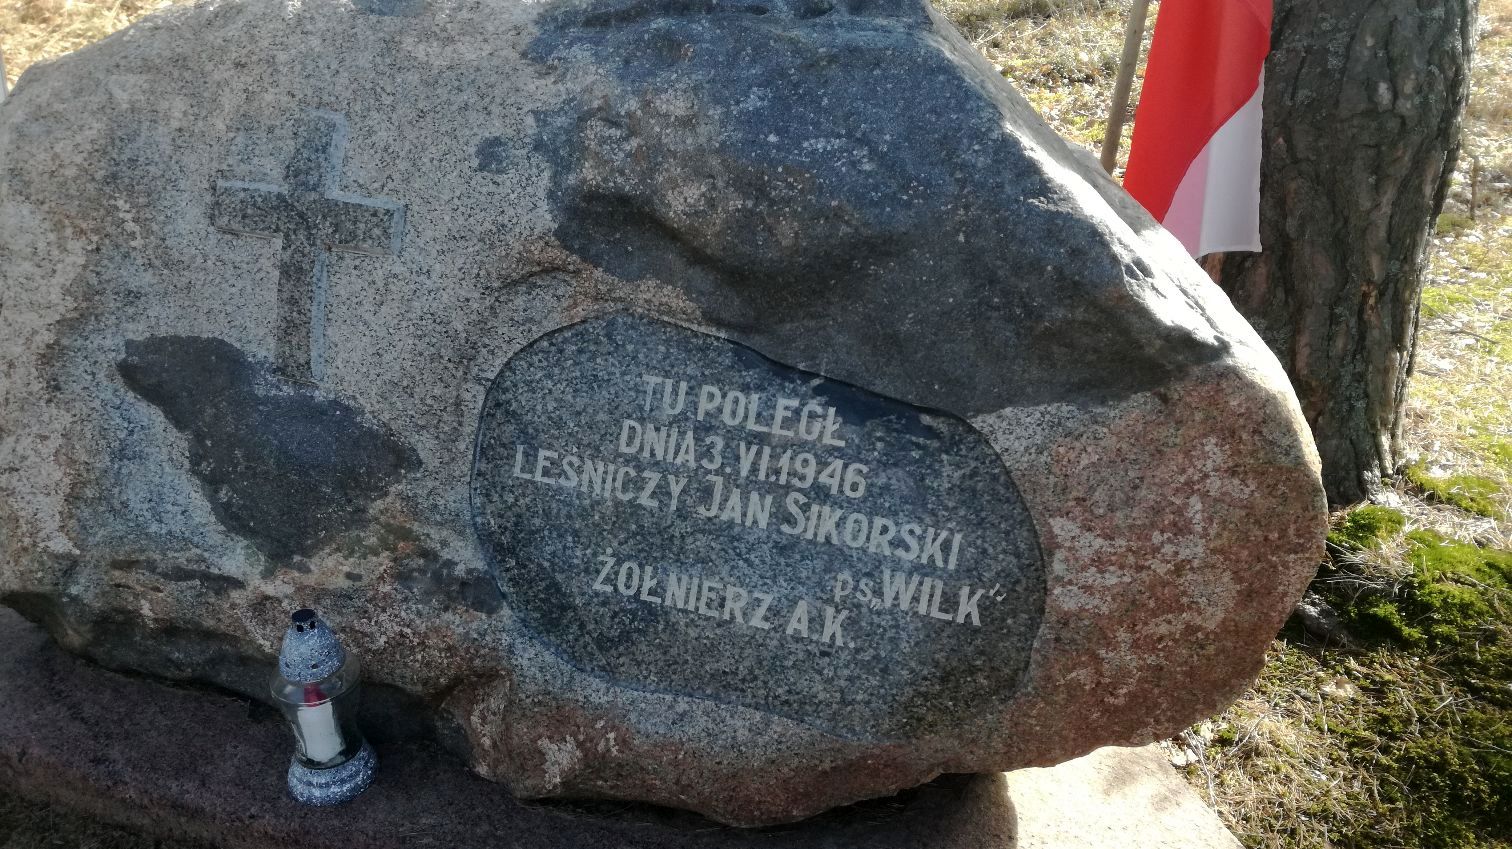 TU POLEGŁ
DNIA 3.VI.1946
LEŚNICZY JAN SIKORSKI
ps „WILK”
ŻOŁNIERZ A.K